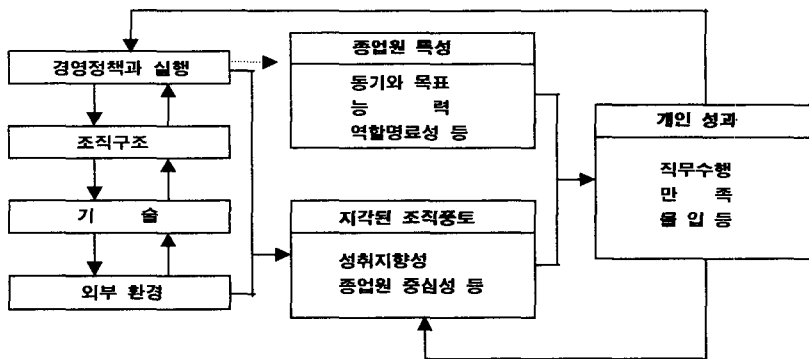 경영정책과 실행
조직구조
기 술
외부 환경
종업원 특성
동기와 목표
능 력
역할명료성 등
지각된 조직풍토
성취지향성
종업원 중심성 등
개인 성과
직무수행
만 족
몰 입 등